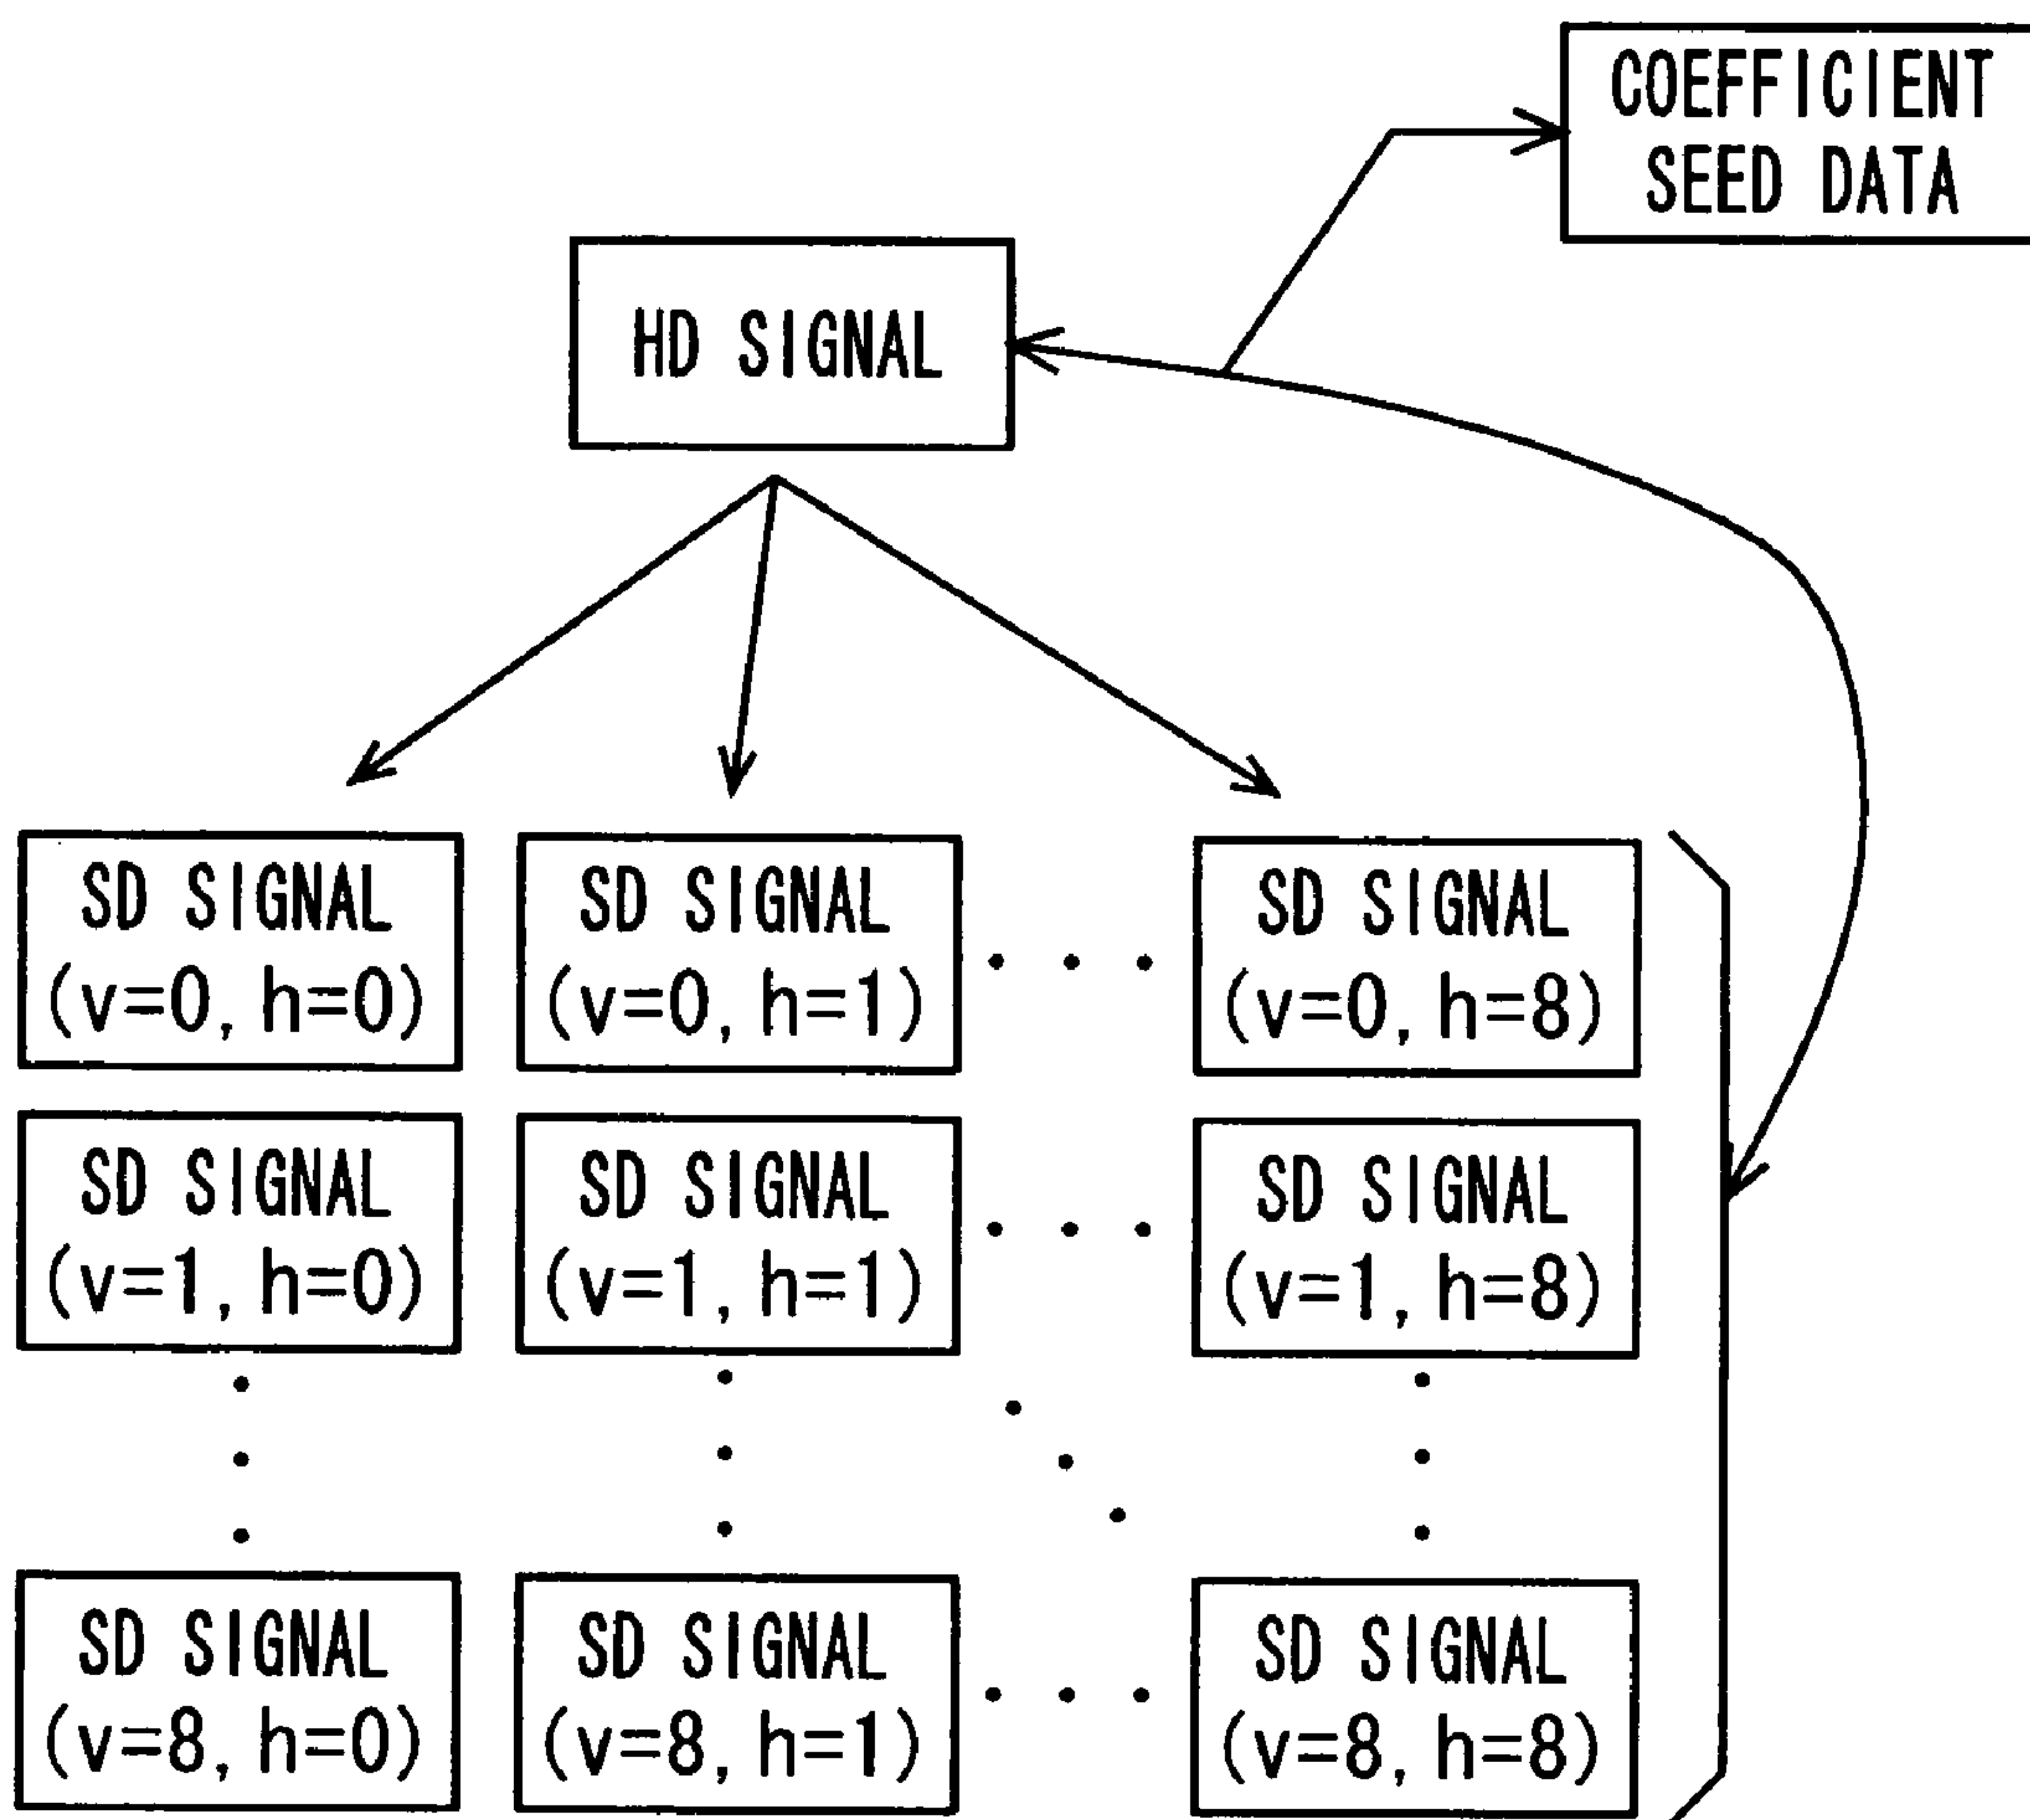 COEFFICIENT
SEED DATA
HD SIGNAL
SD SIGNAL
(v=0, h=0)
SD SIGNAL
(v=0, h=1)
SD SIGNAL
(v=0, h=8)
SD SIGNAL
(v=1, h=0)
SD SIGNAL
(v=1, h=1)
SD SIGNAL
(v=1, h=8)
SD SIGNAL
(v=8, h=0)
SD SIGNAL
(v=8, h=1)
SD SIGNAL
(v=8, h=8)